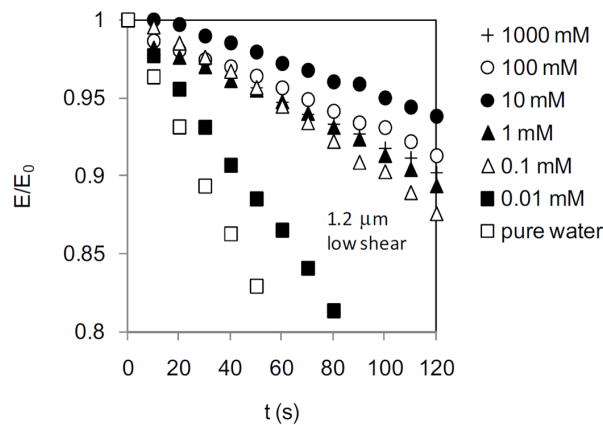 1
0.95
0.9
0.85
0.8
E/E0
0
20
40
60
80
100
120
t (s)
1.2 μm
low shear
1000 mM
100 mM
10 mM
1 mM
0.1 mM
0.01 mM
pure water